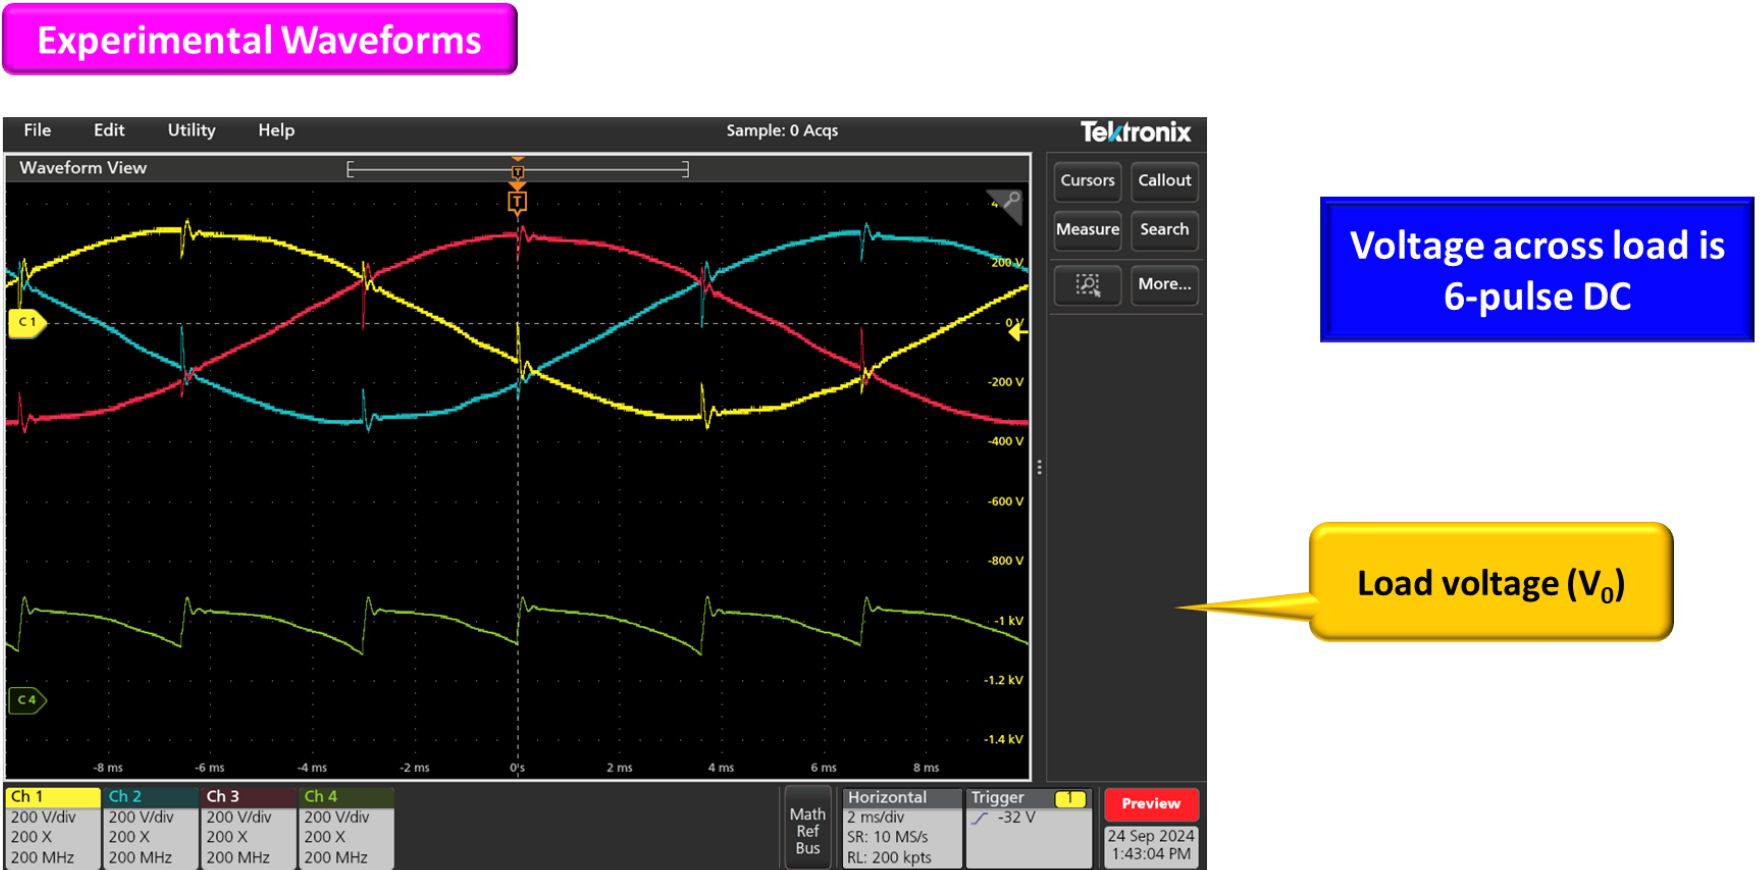 Experimental Waveforms
File Edit Utility Help
Sample: 0 Acqs
Tektronix
Waveform View
T
T
Cursors Callout
Measure Search
More...
200 V
C 1
0 V
-200 V
-400 V
-600 V
-800 V
-1 kV
-1.2 kV
C 4
-1.4 kV
-8 ms -6 ms -4 ms -2 ms 0 s 2 ms 4 ms 6 ms 8 ms
Voltage across load is
6-pulse DC
Load voltage (V₀)
Ch 1
200 V/div
200 X
200 MHz
Ch 2
200 V/div
200 X
200 MHz
Ch 3
200 V/div
200 X
200 MHz
Ch 4
200 V/div
200 X
200 MHz
Math
Ref
Bus
Horizontal
2 ms/div
SR: 10 MS/s
RL: 200 kpts
Trigger 1
-32 V
Preview
24 Sep 2024
1:43:04 PM